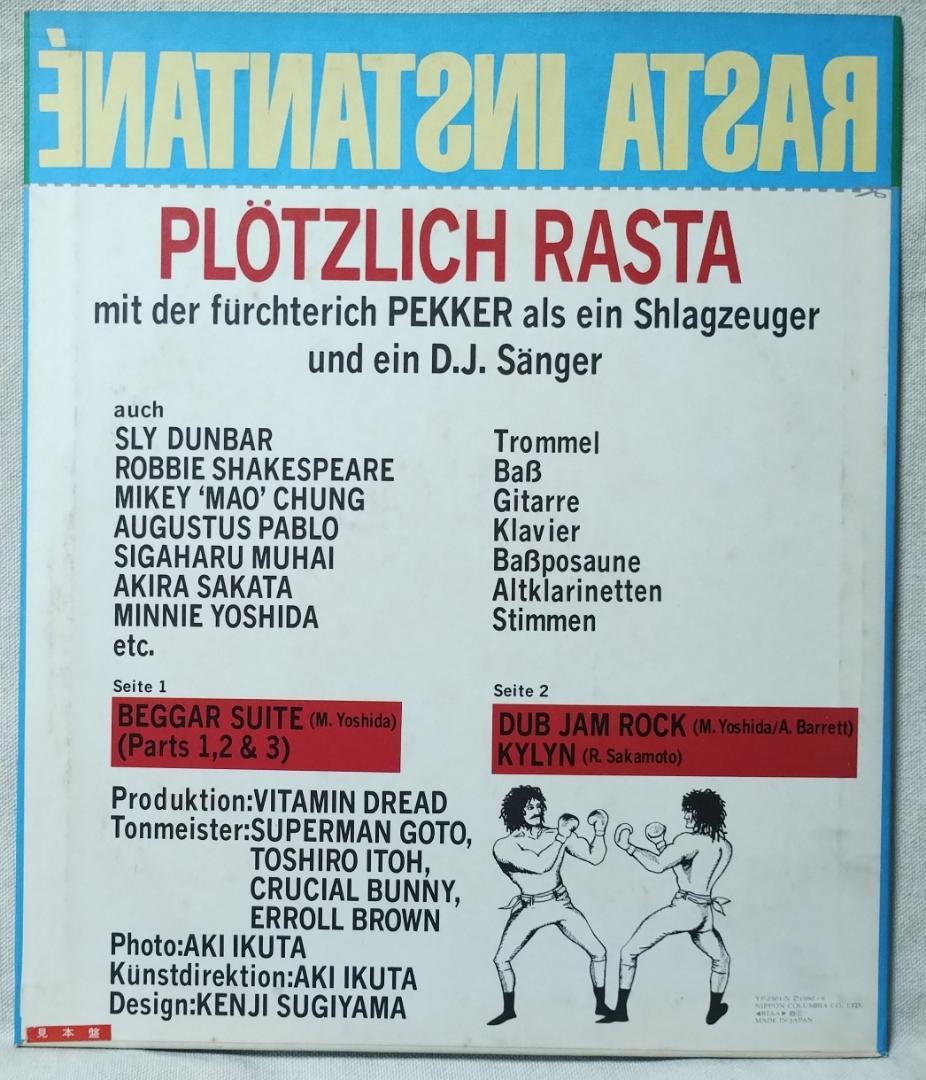 RASTA INSTANTANÉ
PLÖTZLICH RASTA
mit der fürchterich PEKKER als ein Shlagzeuger
und ein D.J. Sänger
auch
SLY DUNBAR Trommel
ROBBIE SHAKESPEARE Baß
MIKEY ‘MAO’ CHUNG Gitarre
AUGUSTUS PABLO Klavier
SIGAHARU MUHAI Baßposaune
AKIRA SAKATA Altklarinetten
MINNIE YOSHIDA Stimmen
etc.
Seite 1
BEGGAR SUITE (M. Yoshida)
(Parts 1,2 & 3)
Seite 2
DUB JAM ROCK (M. Yoshida/A. Barrett)
KYLYN (R. Sakamoto)
Produktion:VITAMIN DREAD
Tonmeister:SUPERMAN GOTO,
TOSHIRO ITOH,
CRUCIAL BUNNY,
ERROLL BROWN
Photo:AKI IKUTA
Künstdirektion:AKI IKUTA
Design:KENJI SUGIYAMA
NIPPON COLUMBIA CO., LTD.
MADE IN JAPAN
見本盤